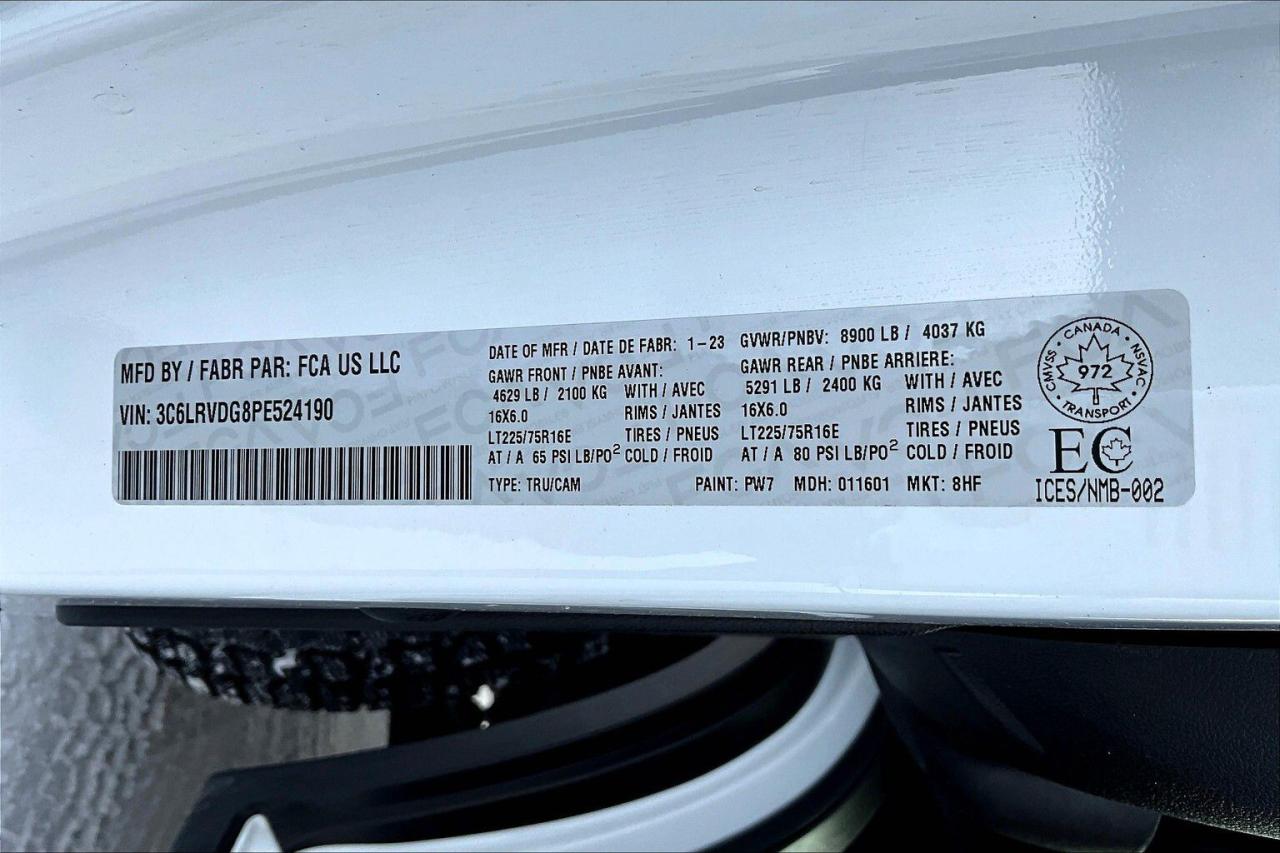 MFD BY / FABR PAR: FCA US LLC
VIN: 3C6LRVDG8PE524190
DATE OF MFR / DATE DE FABR: 1-23
GAWR FRONT / PNBE AVANT:
4629 LB / 2100 KG WITH / AVEC
16X6.0 RIMS / JANTES
LT225/75R16E TIRES / PNEUS
AT / A 65 PSI LB/PO² COLD / FROID
TYPE: TRU/CAM
GVWR/PNBV: 8900 LB / 4037 KG
GAWR REAR / PNBE ARRIERE:
5291 LB / 2400 KG WITH / AVEC
16X6.0 RIMS / JANTES
LT225/75R16E TIRES / PNEUS
AT / A 80 PSI LB/PO² COLD / FROID
PAINT: PW7 MDH: 011601 MKT: 8HF
CANADA
CMVSS 972 NSVAC
TRANSPORT
EC
ICES/NMB-002